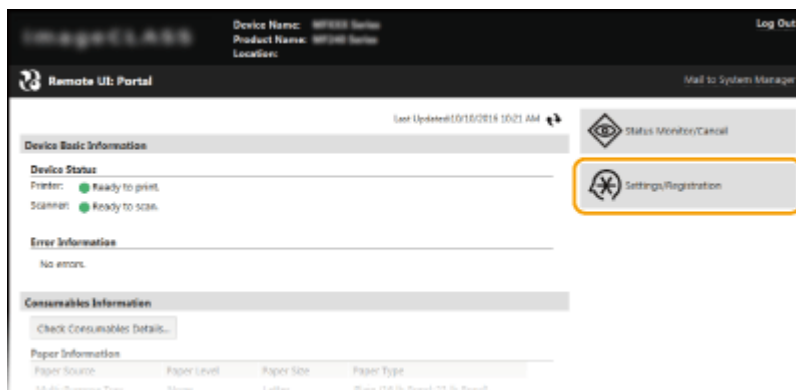 imageCLASS
Device Name:
Product Name:
Location:
Log Out
Remote UI: Portal
Mail to System Manager
Last Updated:10/10/2016 10:21 AM
Device Basic Information
Status Monitor/Cancel
Device Status
Printer: Ready to print.
Scanner: Ready to scan.
Settings/Registration
Error Information
No errors.
Consumables Information
Check Consumables Details...
Paper Information
Paper Source Paper Level Paper Size Paper Type